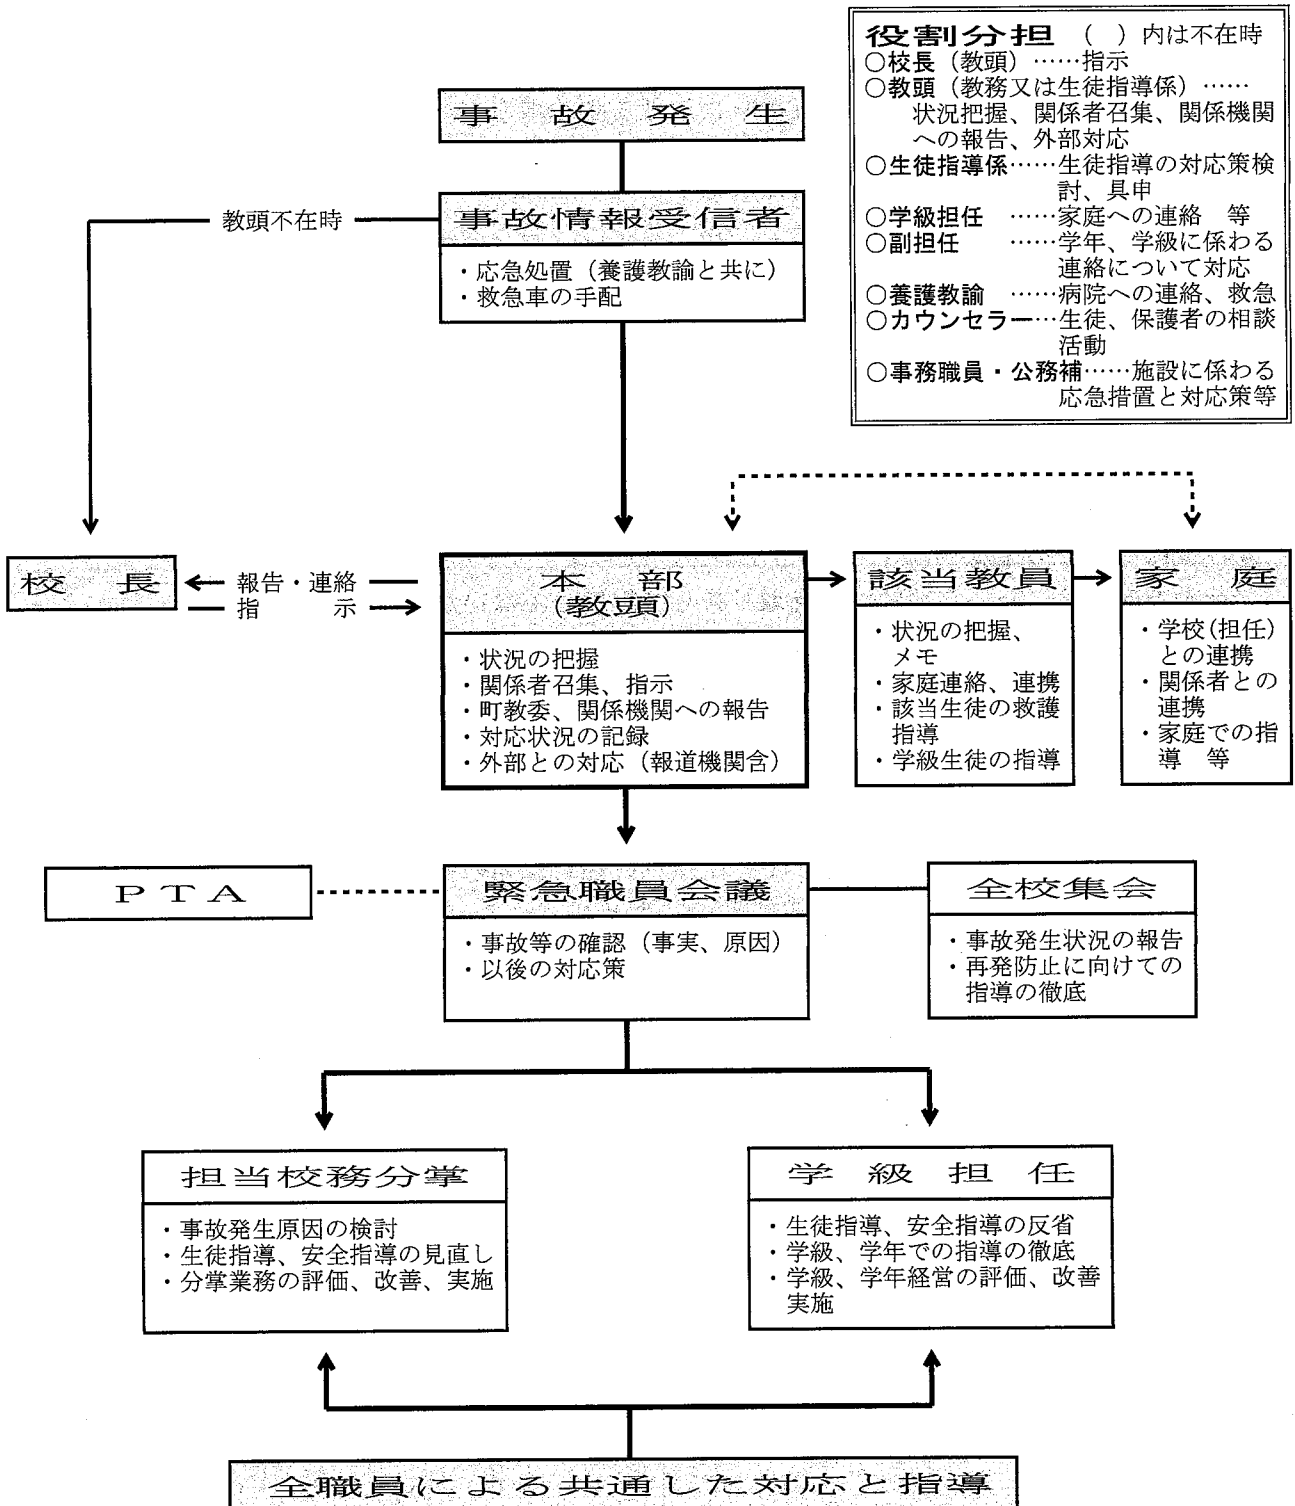 役割分担 （ ）内は不在時
○校長（教頭）……指示
○教頭（教務又は生徒指導係）……
状況把握、関係者召集、関係機関
への報告、外部対応
○生徒指導係……生徒指導の対応策検
討、具申
○学級担任 ……家庭への連絡 等
○副担任 ……学年、学級に係わる
連絡について対応
○養護教諭 ……病院への連絡、救急
○カウンセラー…生徒、保護者の相談
活動
○事務職員・公務補……施設に係わる
応急措置と対応策等
事故発生
教頭不在時
事故情報受信者
・応急処置（養護教諭と共に）
・救急車の手配
校長
報告・連絡
指示
本部
（教頭）
・状況の把握
・関係者召集、指示
・町教委、関係機関への報告
・対応状況の記録
・外部との対応（報道機関含）
該当教員
・状況の把握、
メモ
・家庭連絡、連携
・該当生徒の救護
指導
・学級生徒の指導
家庭
・学校(担任)
との連携
・関係者との
連携
・家庭での指
導 等
PTA
緊急職員会議
・事故等の確認（事実、原因）
・以後の対応策
全校集会
・事故発生状況の報告
・再発防止に向けての
指導の徹底
担当校務分掌
・事故発生原因の検討
・生徒指導、安全指導の見直し
・分掌業務の評価、改善、実施
学級担任
・生徒指導、安全指導の反省
・学級、学年での指導の徹底
・学級、学年経営の評価、改善
実施
全職員による共通した対応と指導